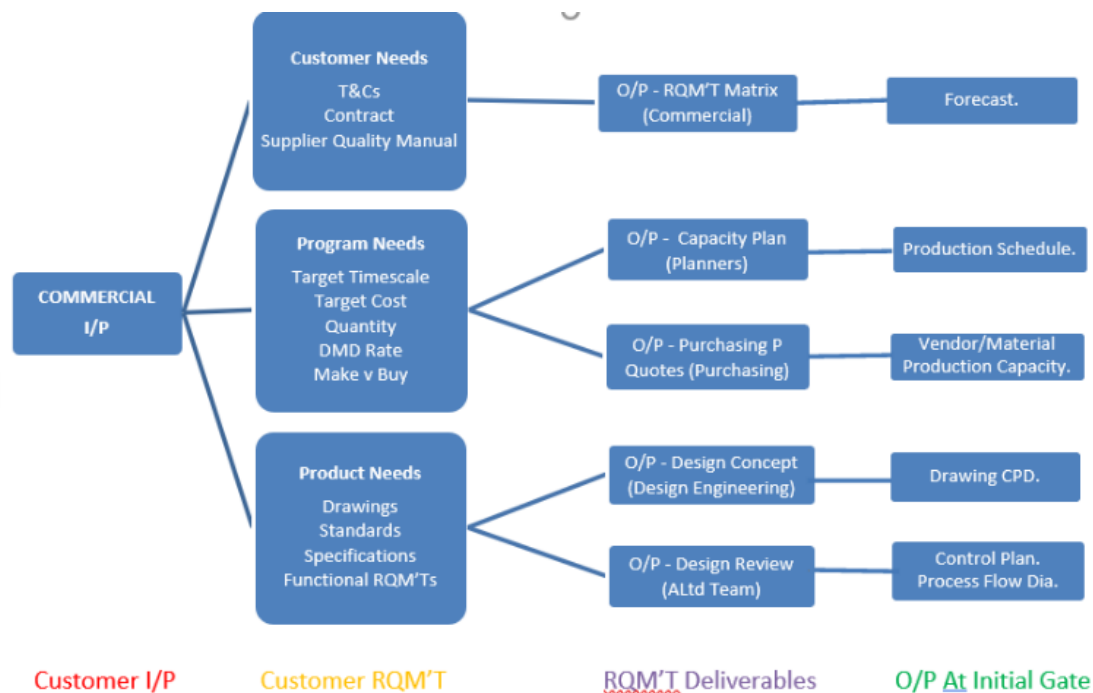 Customer Needs
T&Cs
Contract
Supplier Quality Manual
O/P - RQM'T Matrix
(Commercial)
Forecast.
COMMERCIAL
I/P
Program Needs
Target Timescale
Target Cost
Quantity
DMD Rate
Make v Buy
O/P -  Capacity Plan
(Planners)
Production Schedule.
O/P - Purchasing P
Quotes (Purchasing)
Vendor/Material
Production Capacity.
Product Needs
Drawings
Standards
Specifications
Functional RQM'Ts
O/P - Design Concept
(Design Engineering)
Drawing CPD.
O/P - Design Review
(ALtd Team)
Control Plan.
Process Flow Dia.
Customer I/P
Customer RQM'T
RQM'T Deliverables
O/P At Initial Gate